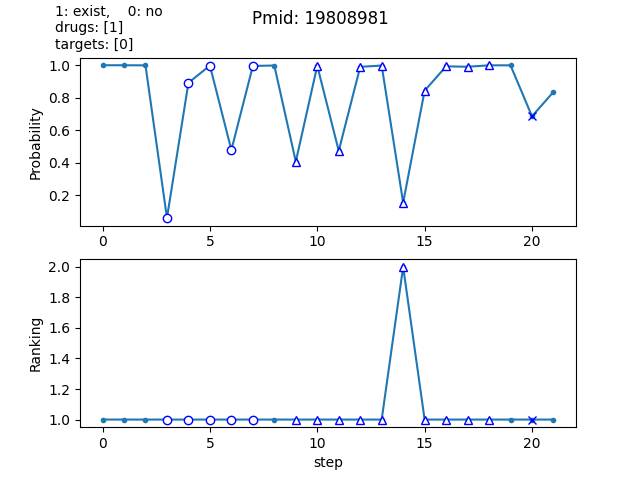 1: exist,    0: no
Pmid: 19808981
drugs: [1]
targets: [0]
1.0
0.8
0.6
0.4
0.2
Probability
0 5 10 15 20
2.0
1.8
1.6
1.4
1.2
1.0
Ranking
0 5 10 15 20
step